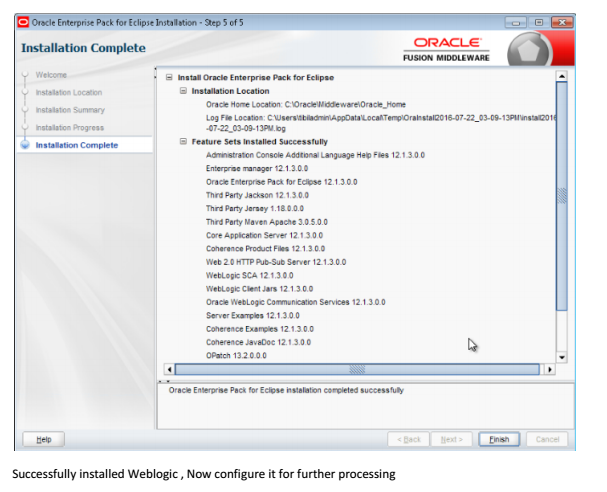 Oracle Enterprise Pack for Eclipse Installation - Step 5 of 5
Installation Complete
ORACLE
FUSION MIDDLEWARE
Welcome
Installation Location
Installation Summary
Installation Progress
Installation Complete
Install Oracle Enterprise Pack for Eclipse
Installation Location
Oracle Home Location: C:\Oracle\Middleware\Oracle_Home
Log File Location: C:\Users\tibiladmin\AppData\Local\Temp\OraInstall2016-07-22_03-09-13PM\install2016
-07-22_03-09-13PM.log
Feature Sets Installed Successfully
Administration Console Additional Language Help Files 12.1.3.0.0
Enterprise manager 12.1.3.0.0
Oracle Enterprise Pack for Eclipse 12.1.3.0.0
Third Party Jackson 12.1.3.0.0
Third Party Jersey 1.18.0.0.0
Third Party Maven Apache 3.0.5.0.0
Core Application Server 12.1.3.0.0
Coherence Product Files 12.1.3.0.0
Web 2.0 HTTP Pub-Sub Server 12.1.3.0.0
WebLogic SCA 12.1.3.0.0
WebLogic Client Jars 12.1.3.0.0
Oracle WebLogic Communication Services 12.1.3.0.0
Server Examples 12.1.3.0.0
Coherence Examples 12.1.3.0.0
Coherence JavaDoc 12.1.3.0.0
OPatch 13.2.0.0.0
Oracle Enterprise Pack for Eclipse installation completed successfully
Help
< Back
Next >
Finish
Cancel
Successfully installed Weblogic , Now configure it for further processing